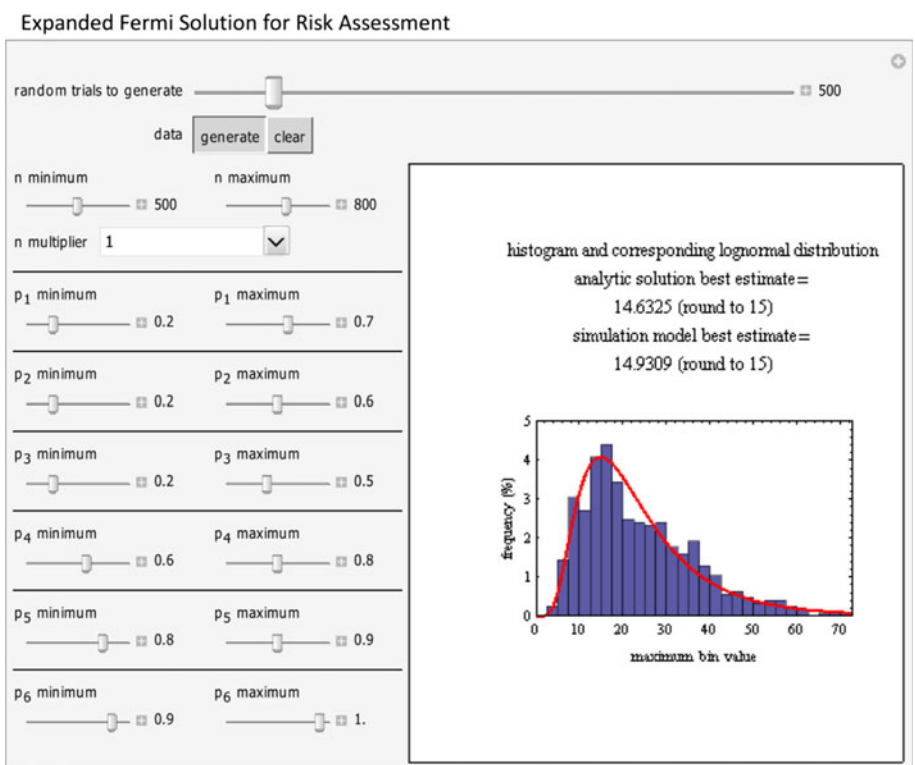 Expanded Fermi Solution for Risk Assessment
random trials to generate 500
data generate clear
n minimum n maximum
500 800
n multiplier 1
p1 minimum p1 maximum
0.2 0.7
p2 minimum p2 maximum
0.2 0.6
p3 minimum p3 maximum
0.2 0.5
p4 minimum p4 maximum
0.6 0.8
p5 minimum p5 maximum
0.8 0.9
p6 minimum p6 maximum
0.9 1.
histogram and corresponding lognormal distribution
analytic solution best estimate=
14.6325 (round to 15)
simulation model best estimate=
14.9309 (round to 15)
5
4
3
2
1
0
frequency (%)
0 10 20 30 40 50 60 70
maximum bin value